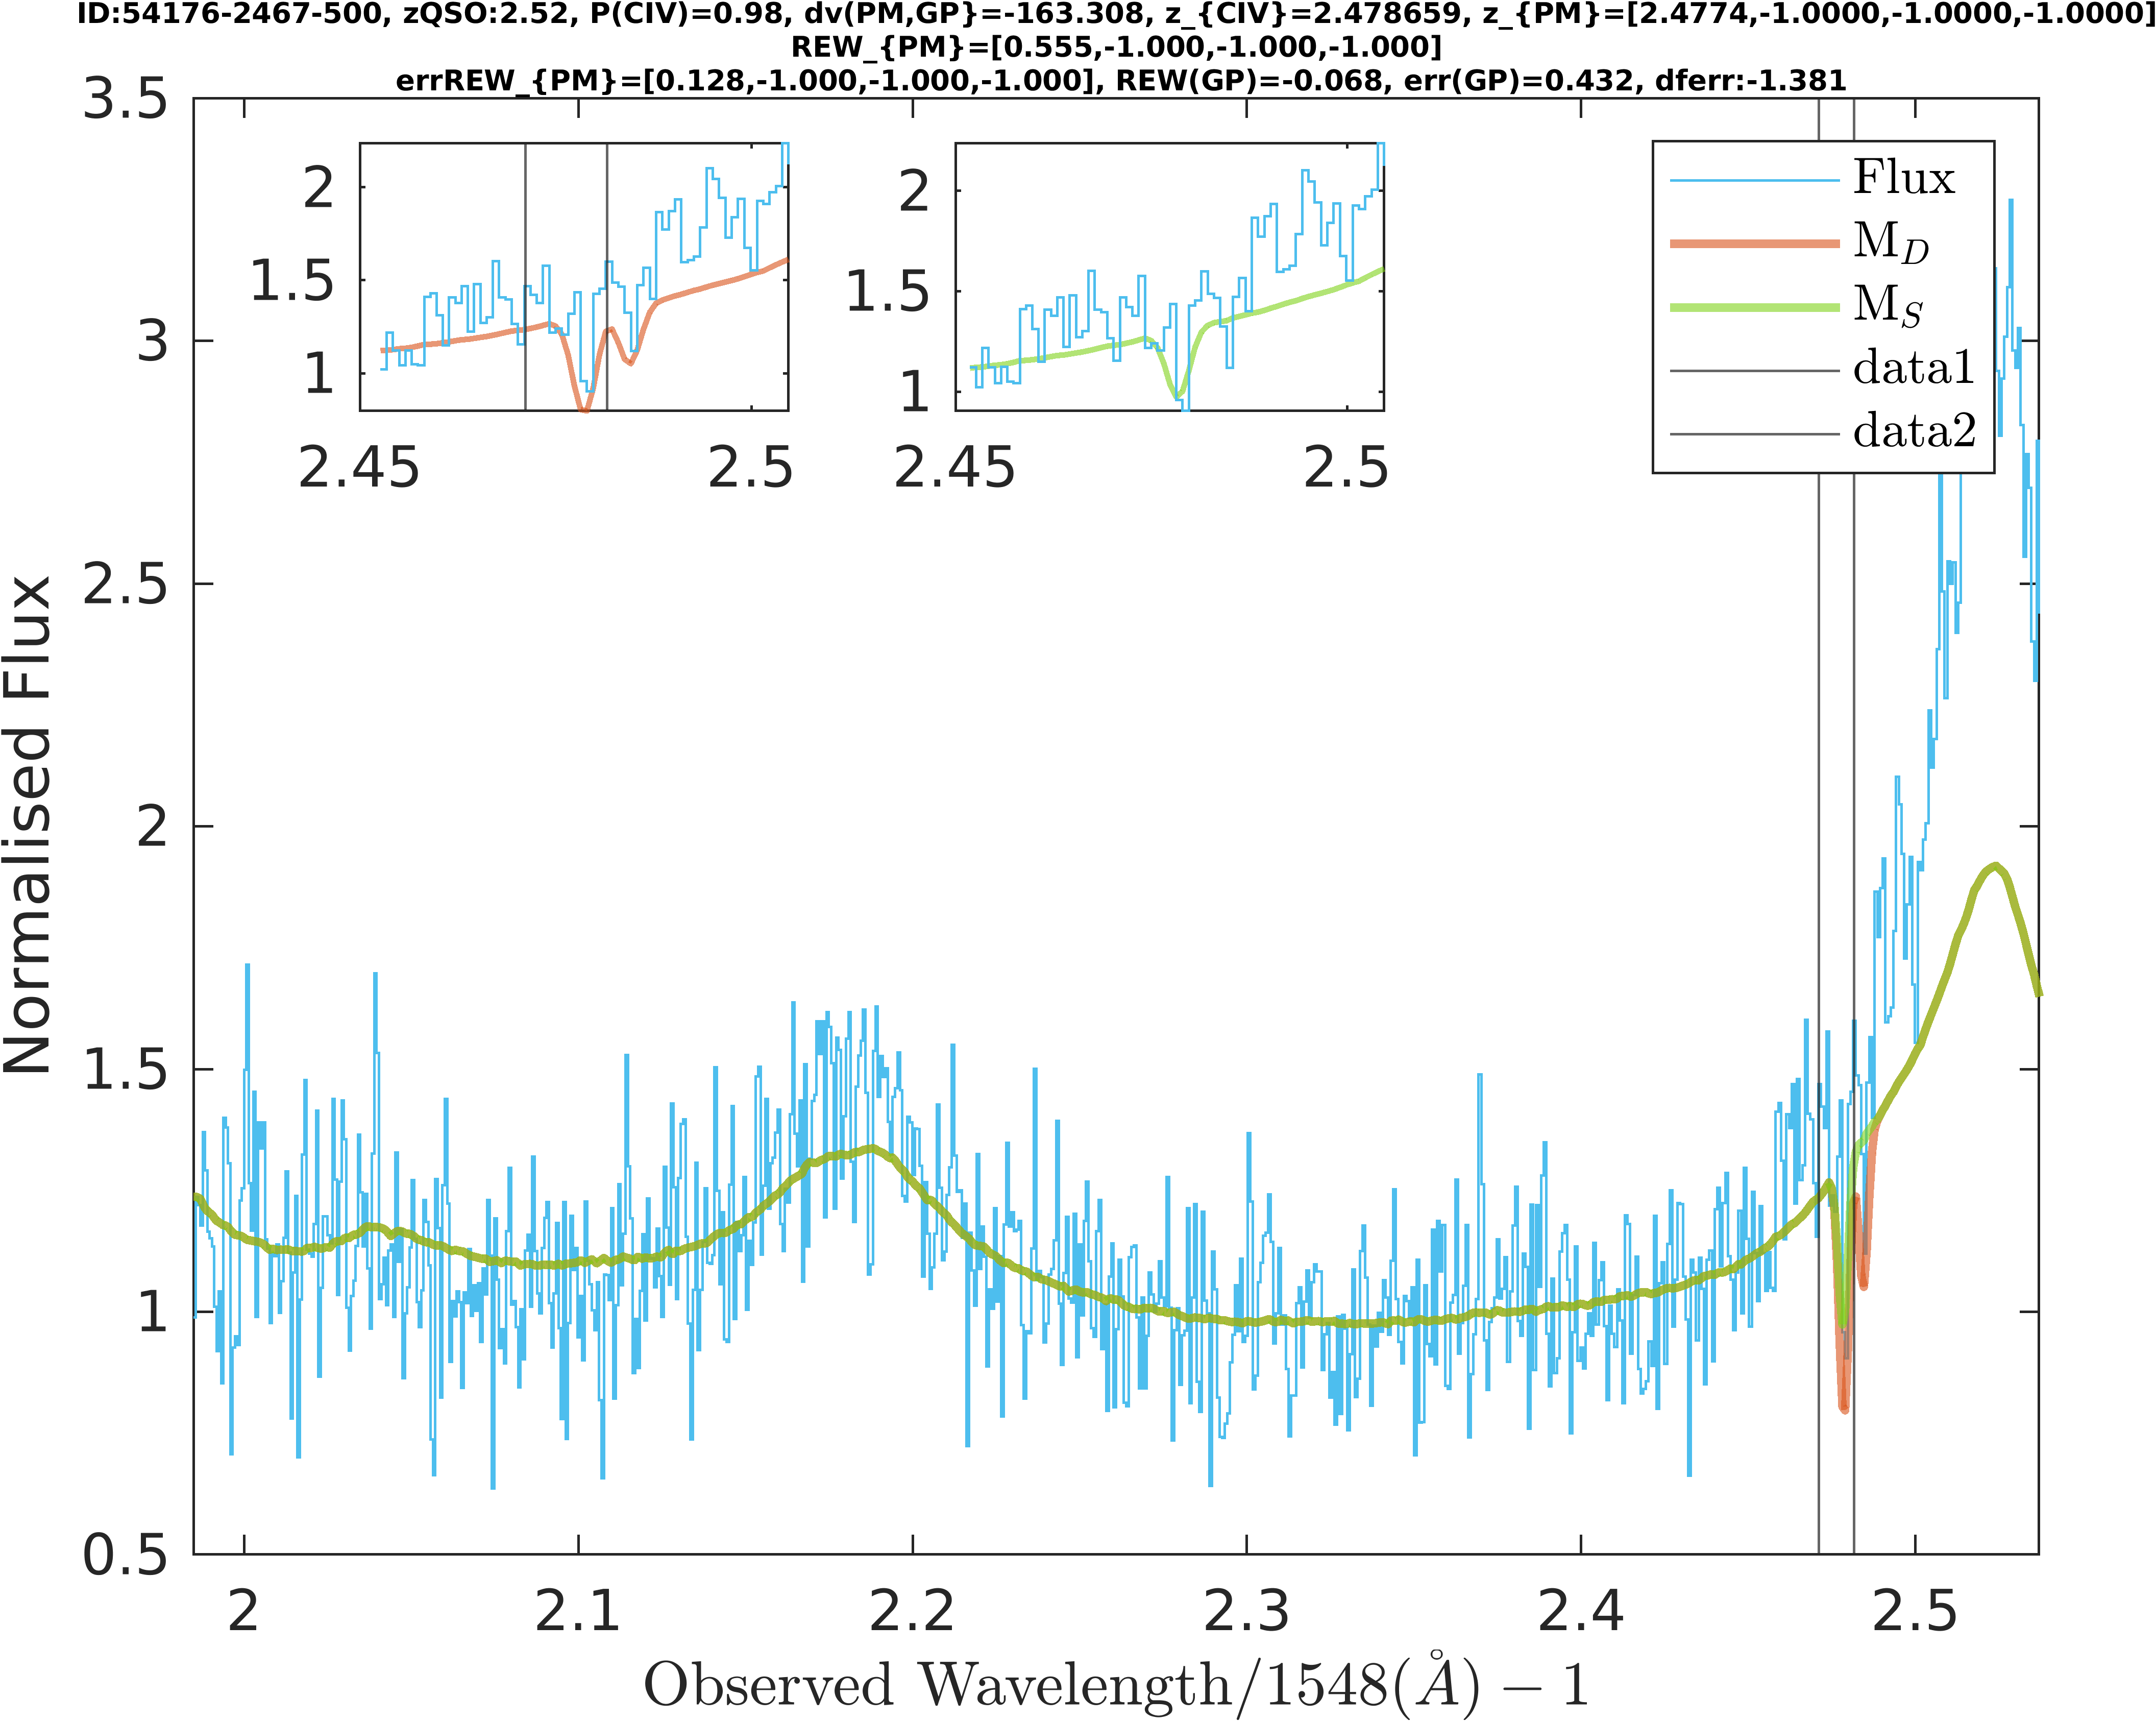 ID:54176-2467-500, zQSO:2.52, P(CIV)=0.98, dv(PM,GP}=-163.308, z_{CIV}=2.478659, z_{PM}=[2.4774,-1.0000,-1.0000,-1.0000]
REW_{PM}=[0.555,-1.000,-1.000,-1.000]
errREW_{PM}=[0.128,-1.000,-1.000,-1.000], REW(GP)=-0.068, err(GP)=0.432, dferr:-1.381
3.5
3
2.5
2
1.5
1
0.5
Normalised Flux
2
1.5
1
2.45
2.5
2
1.5
1
2.45
2.5
Flux
M_D
M_S
data1
data2
2
2.1
2.2
2.3
2.4
2.5
Observed Wavelength/1548(Å) − 1